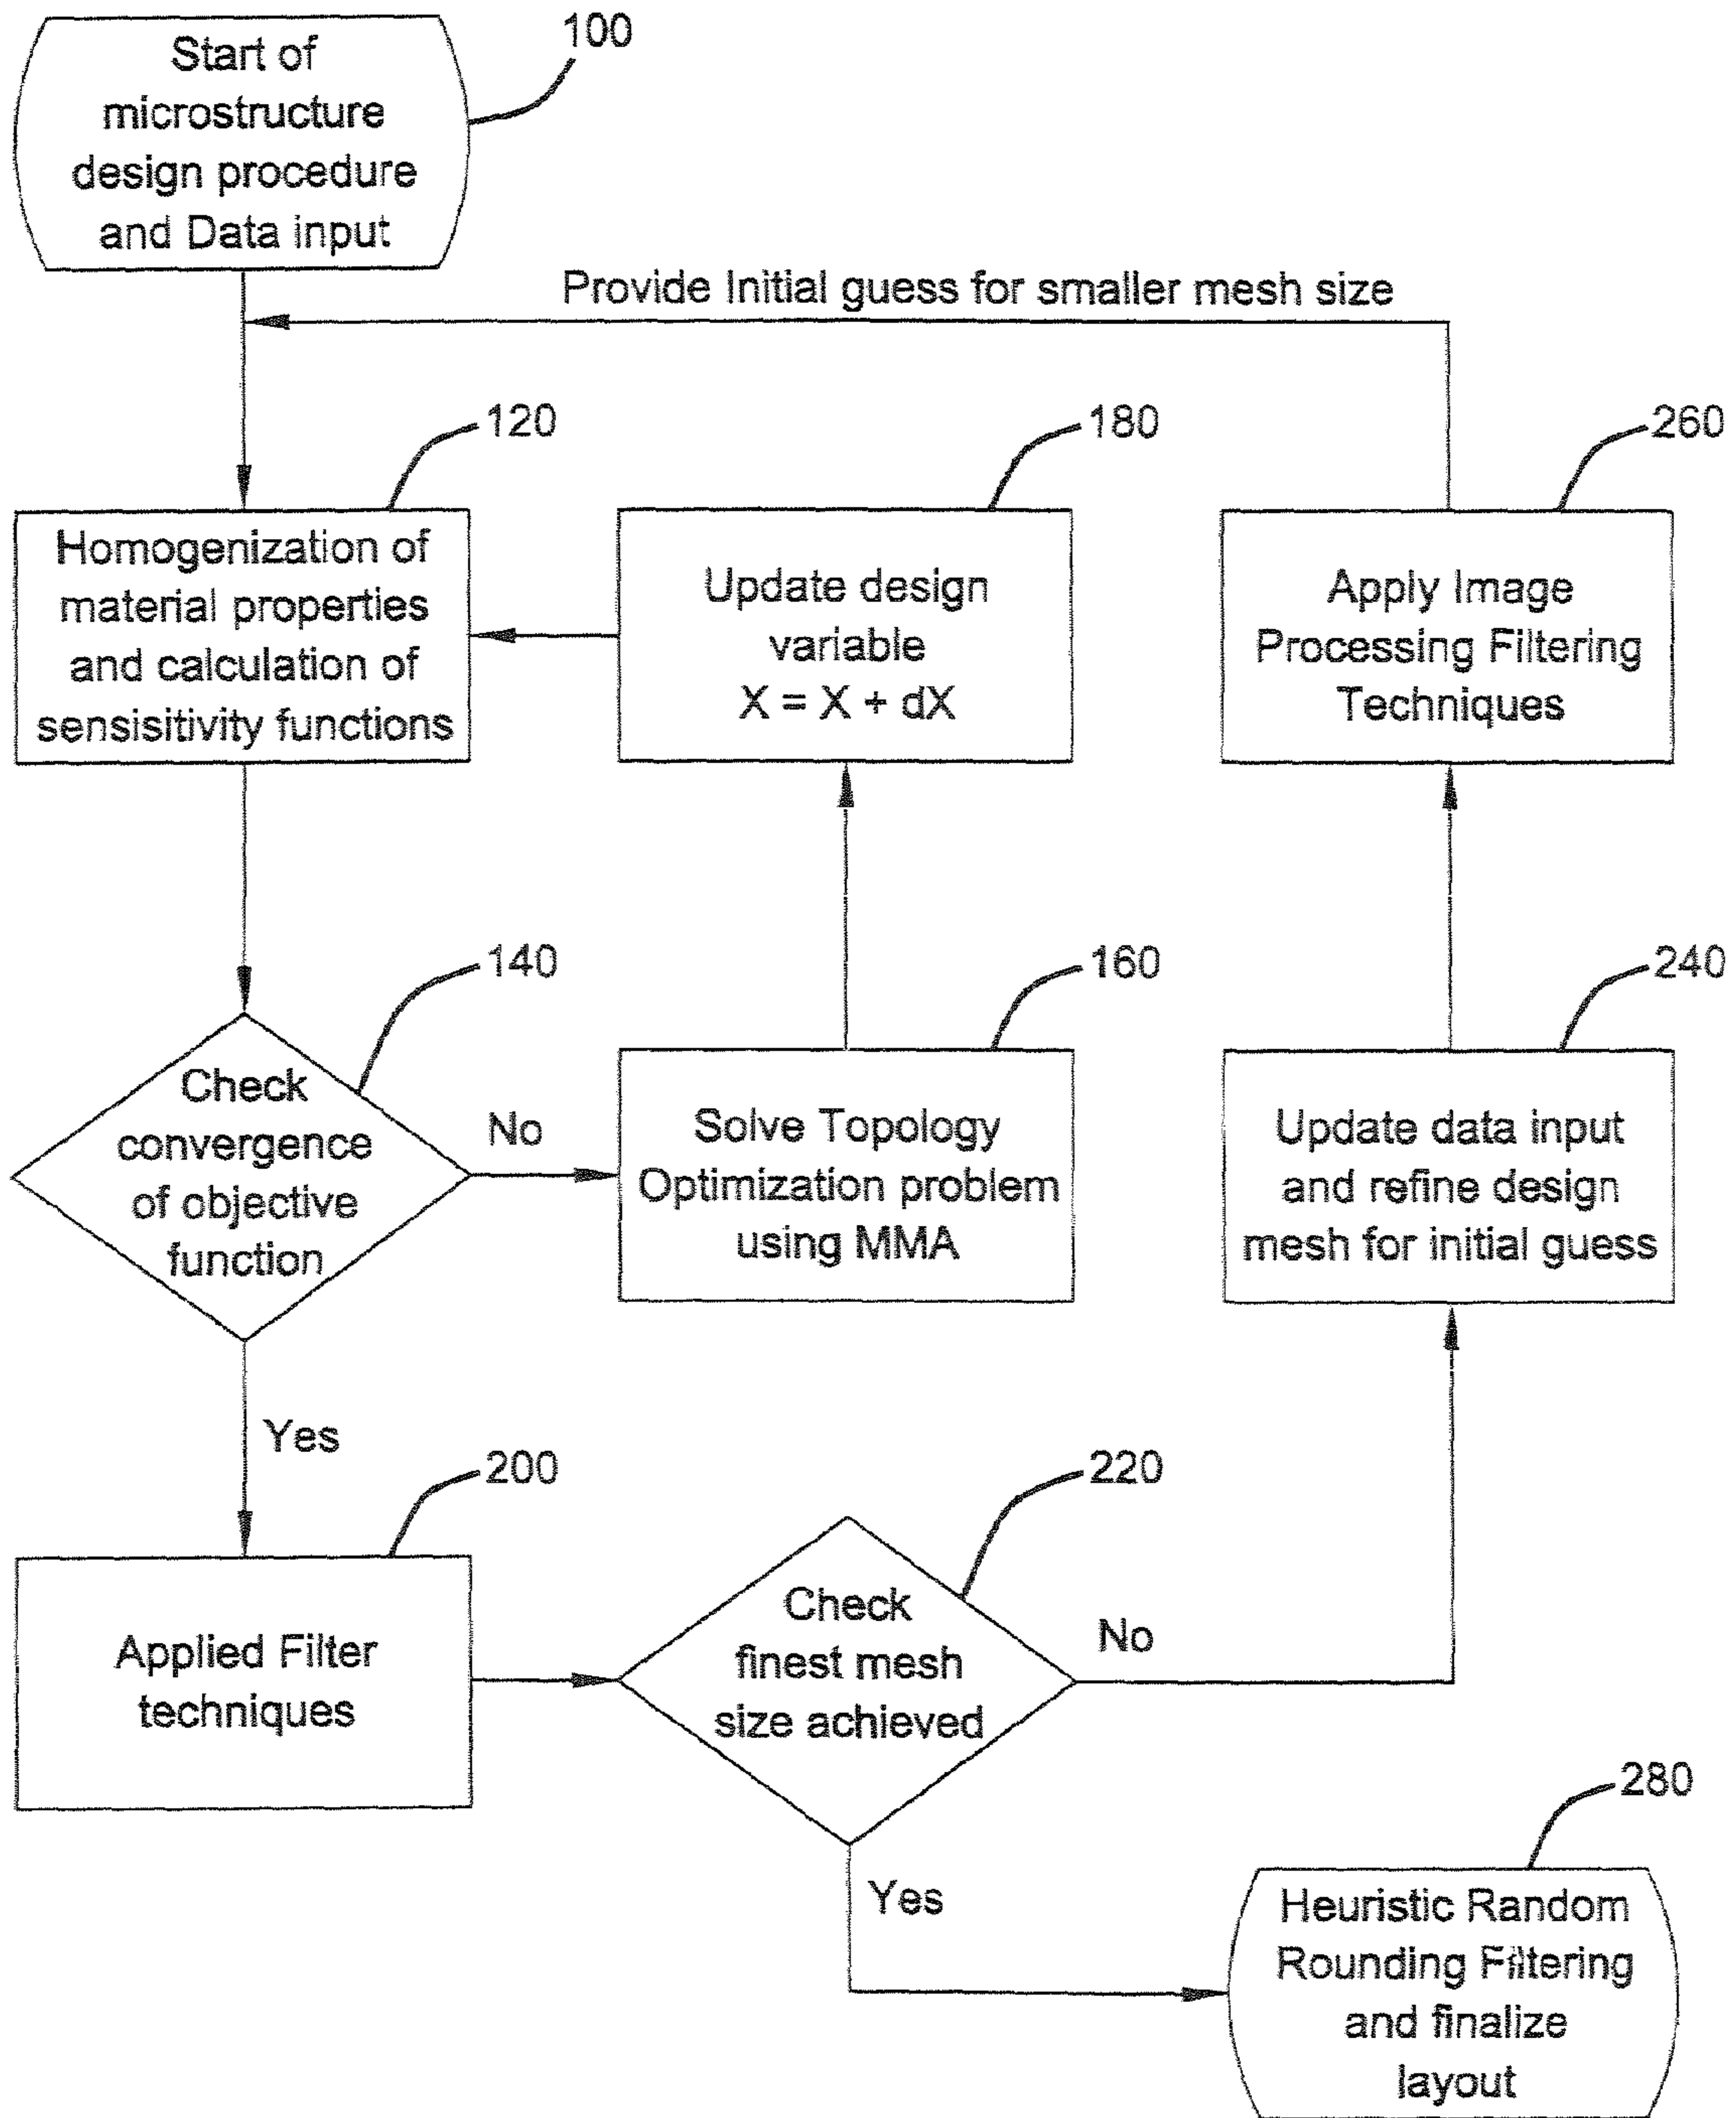 Start of
microstructure
design procedure
and Data input
100
Provide Initial guess for smaller mesh size
120
180
260
Homogenization of
material properties
and calculation of
sensisitivity functions
Update design
variable
X = X + dX
Apply Image
Processing Filtering
Techniques
140
160
240
Check
convergence
of objective
function
No
Solve Topology
Optimization problem
using MMA
Update data input
and refine design
mesh for initial guess
Yes
200
220
Applied Filter
techniques
Check
finest mesh
size achieved
No
280
Yes
Heuristic Random
Rounding Filtering
and finalize
layout